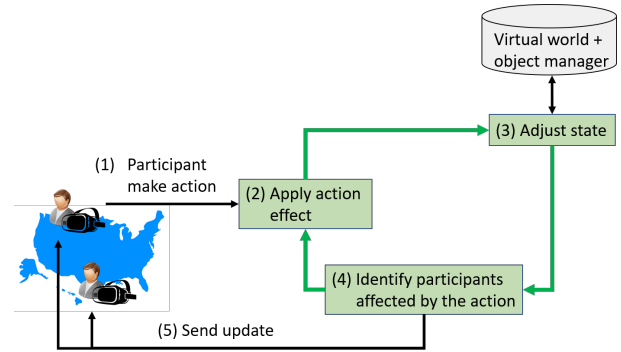 Virtual world +
object manager
(3) Adjust state
(1) Participant
make action
(2) Apply action
effect
(4) Identify participants
affected by the action
(5) Send update